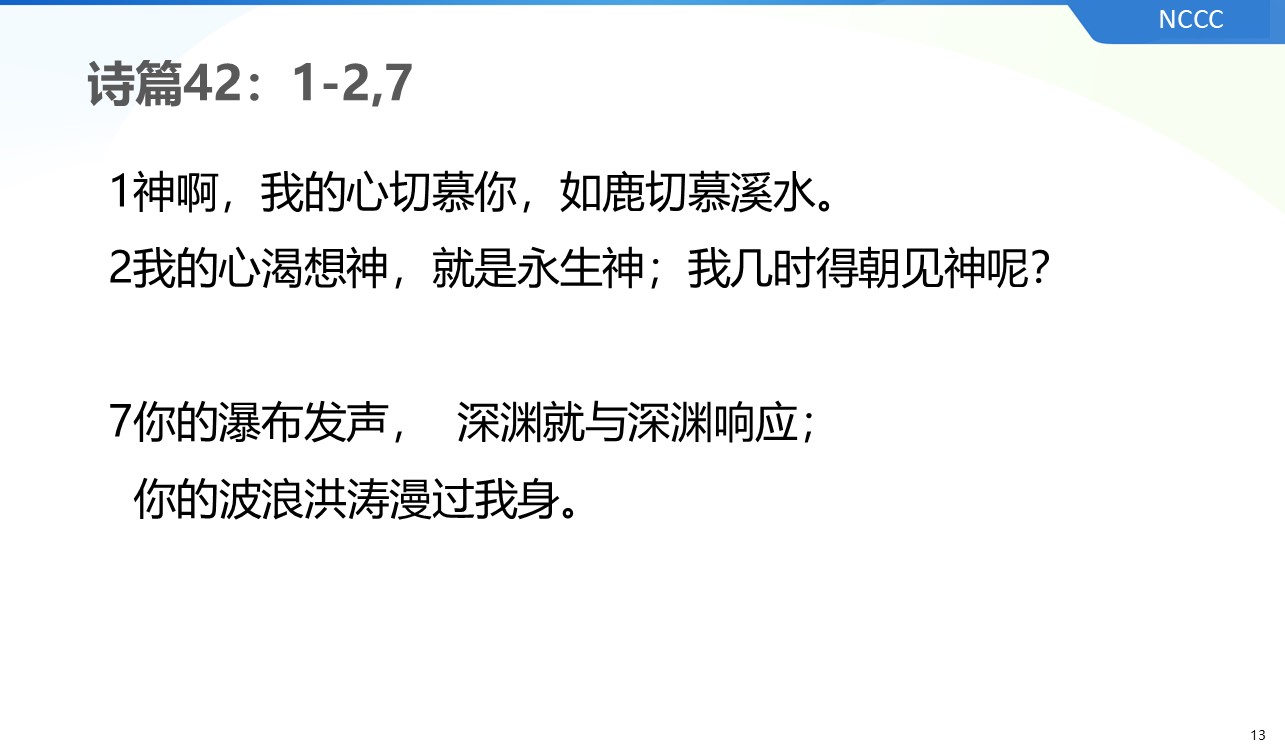 NCCC
诗篇42：1-2,7
1神啊，我的心切慕你，如鹿切慕溪水。
2我的心渴想神，就是永生神；我几时得朝见神呢？
7你的瀑布发声， 深渊就与深渊响应；
你的波浪洪涛漫过我身。
13